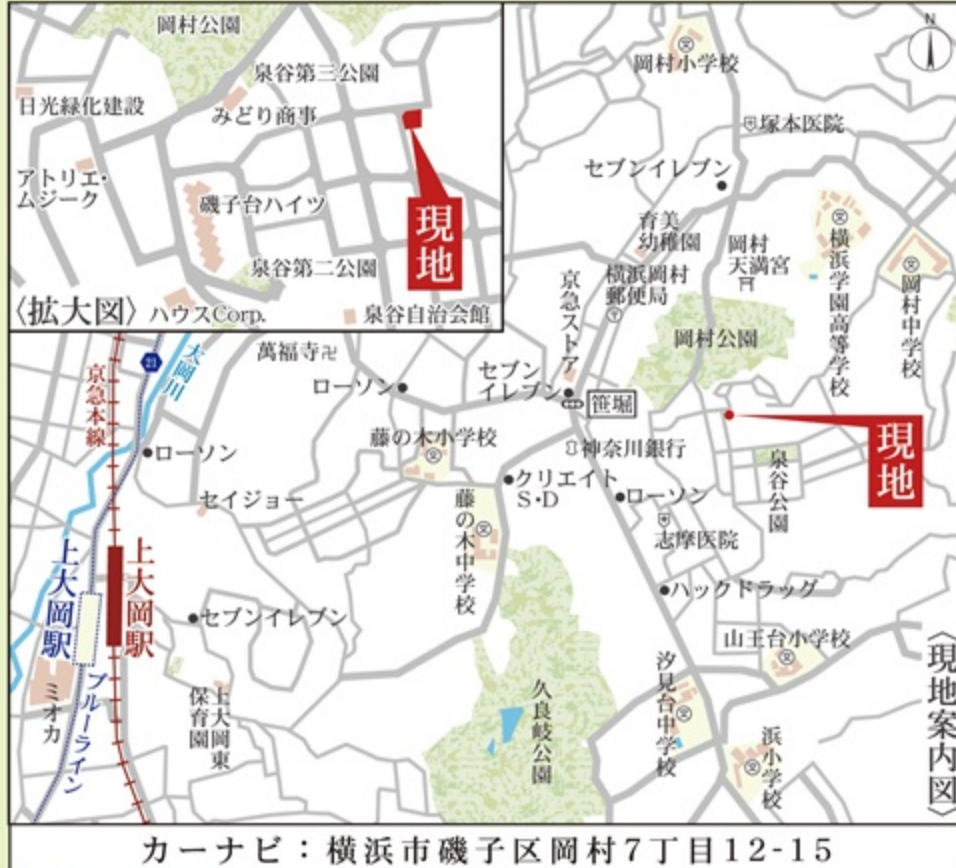 岡村公園
泉谷第三公園
日光緑化建設
みどり商事
アトリエ・
ムジーク
磯子台ハイツ
現地
泉谷第二公園
〈拡大図〉
ハウスCorp.
泉谷自治会館
N
岡村小学校
塚本医院
セブンイレブン
育美
幼稚園
岡村
天満宮
横浜岡村
郵便局
京急ストア
横浜学園高等学校
岡村中学校
岡村公園
21
大岡川
京急本線
萬福寺
ローソン
セブン
イレブン
笹堀
現地
ローソン
藤の木小学校
神奈川銀行
クリエイト
S・D
ローソン
泉谷公園
セイジョー
藤の木中学校
志摩医院
上大岡駅
上大岡駅
セブンイレブン
ハックドラッグ
山王台小学校
ミオカ
ブルーライン
上大岡東
保育園
久良岐公園
汐見台中学校
浜小学校
〈現地案内図〉
カーナビ：横浜市磯子区岡村7丁目12-15